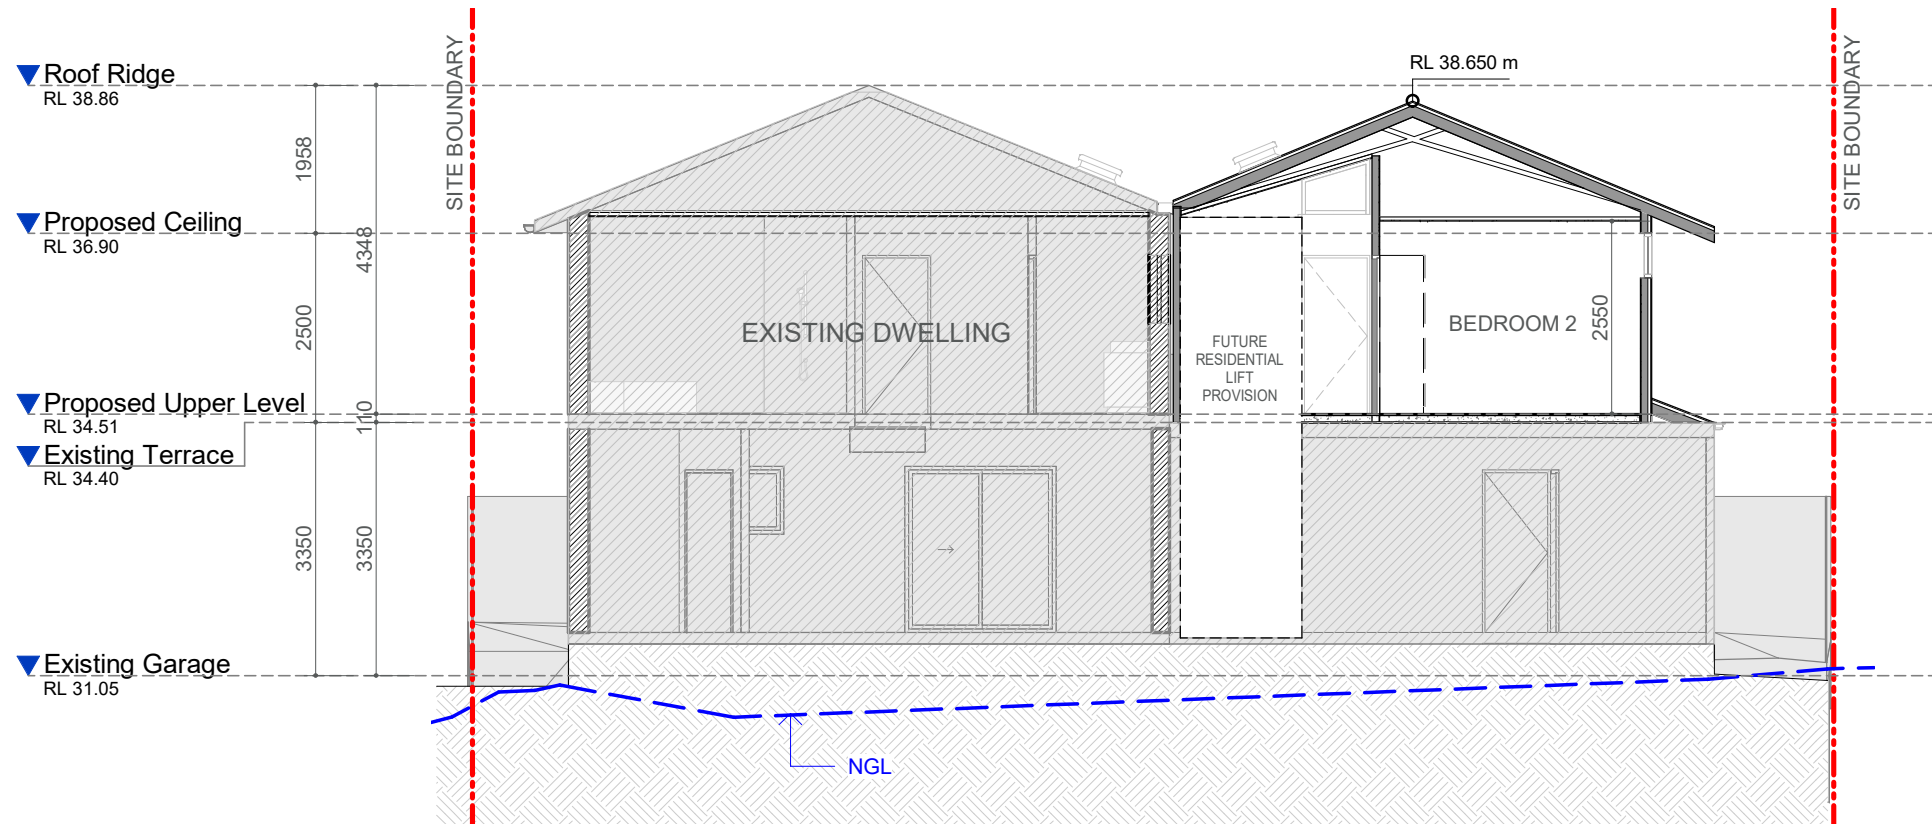 Roof Ridge
RL 38.86
SITE BOUNDARY
RL 38.650 m
SITE BOUNDARY
1958
Proposed Ceiling
RL 36.90
4348
2500
EXISTING DWELLING
FUTURE
RESIDENTIAL
LIFT
PROVISION
BEDROOM 2
2550
Proposed Upper Level
RL 34.51
110
Existing Terrace
RL 34.40
3350
3350
Existing Garage
RL 31.05
NGL